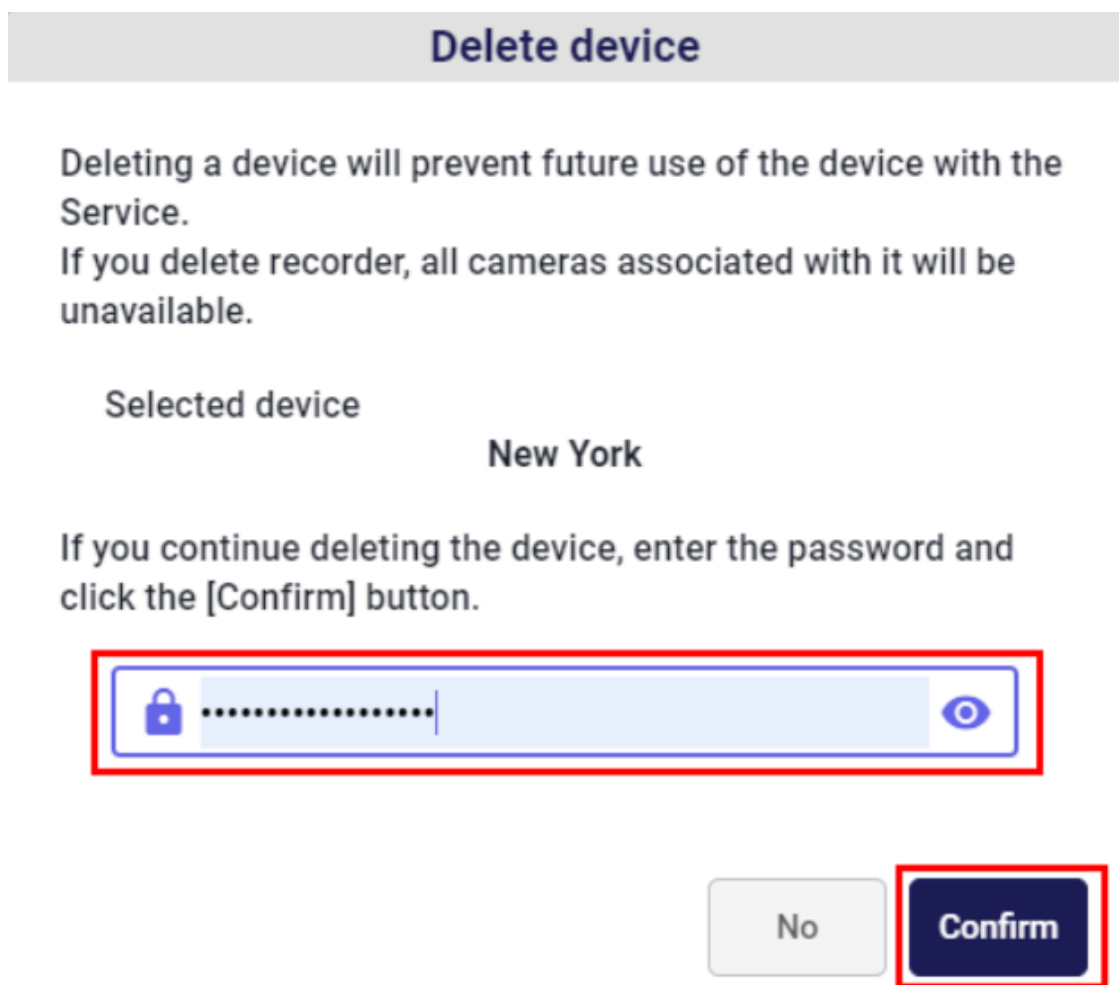 Delete device
Deleting a device will prevent future use of the device with the
Service.
If you delete recorder, all cameras associated with it will be
unavailable.
Selected device
New York
If you continue deleting the device, enter the password and
click the [Confirm] button.
••••••••••••••••••
No
Confirm